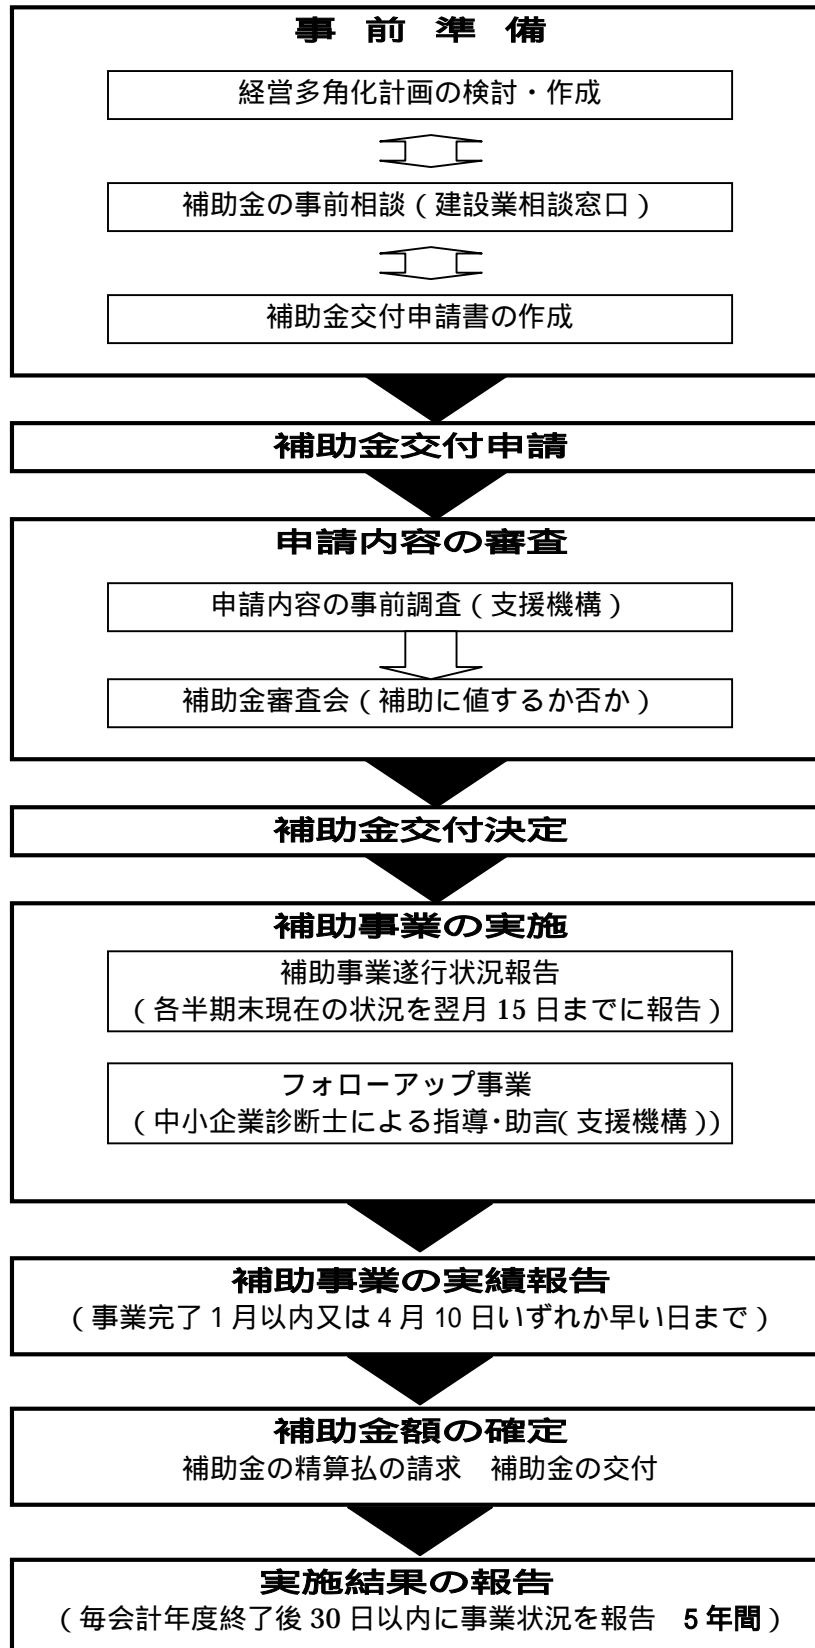 事 前 準 備
経営多角化計画の検討・作成
補助金の事前相談（建設業相談窓口）
補助金交付申請書の作成
補助金交付申請
申請内容の審査
申請内容の事前調査（支援機構）
補助金審査会（補助に値するか否か）
補助金交付決定
補助事業の実施
補助事業遂行状況報告
（各半期末現在の状況を翌月 15 日までに報告）
フォローアップ事業
（中小企業診断士による指導・助言（支援機構））
補助事業の実績報告
（事業完了 1 月以内又は 4 月 10 日いずれか早い日まで）
補助金額の確定
補助金の精算払の請求　補助金の交付
実施結果の報告
（毎会計年度終了後 30 日以内に事業状況を報告　5 年間）